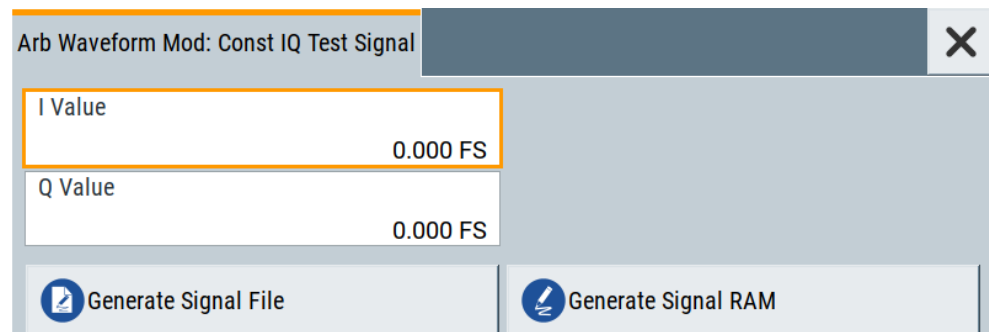 Arb Waveform Mod: Const IQ Test Signal
I Value
0.000 FS
Q Value
0.000 FS
Generate Signal File
Generate Signal RAM